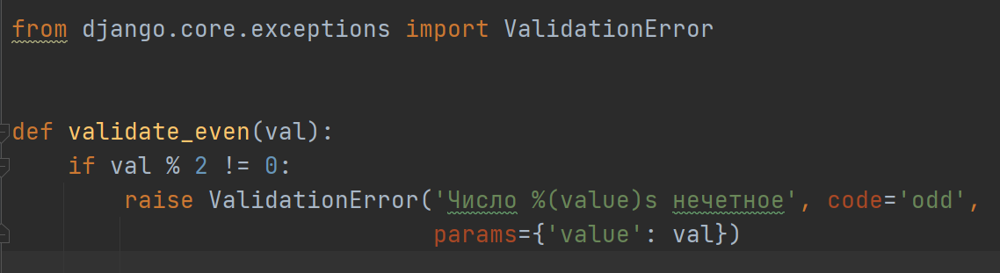 from django.core.exceptions import ValidationError
def validate_even(val):
if val % 2 != 0:
raise ValidationError('Число %(value)s нечетное', code='odd',
params={'value': val})